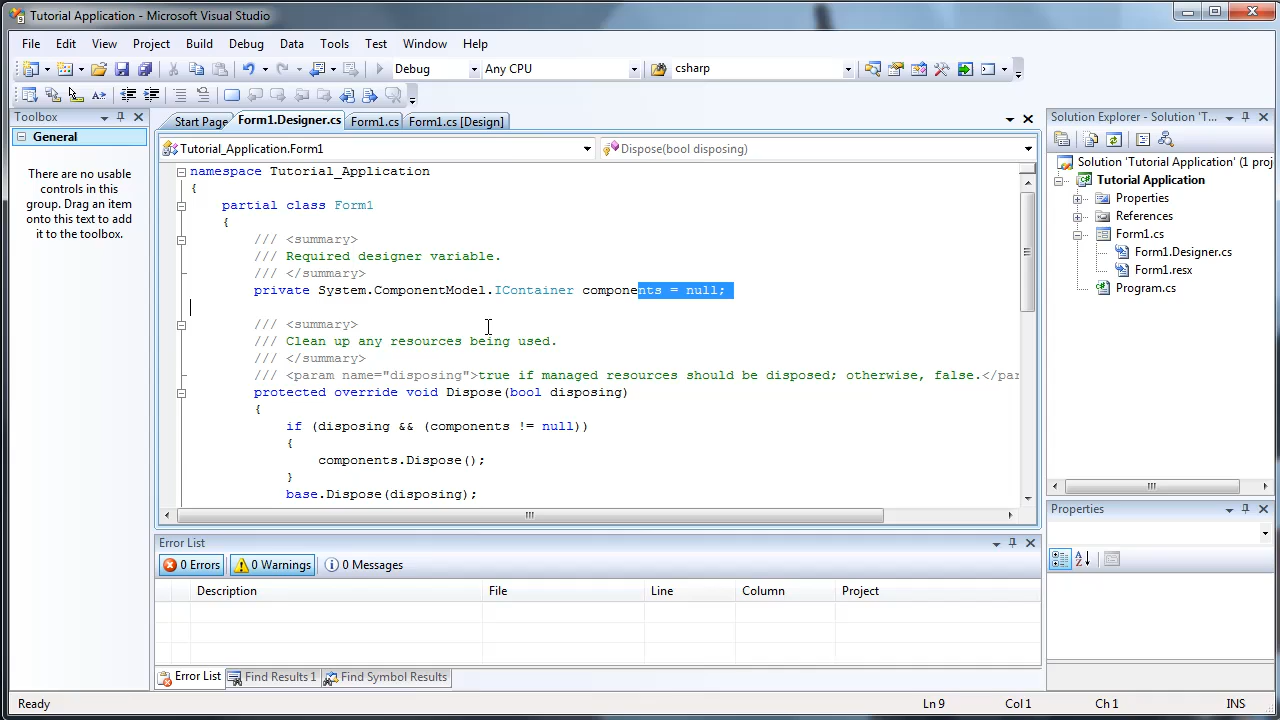 Tutorial Application - Microsoft Visual Studio
File Edit View Project Build Debug Data Tools Test Window Help
Debug Any CPU csharp
Toolbox
General
There are no usable
controls in this
group. Drag an item
onto this text to add
it to the toolbox.
Start Page Form1.Designer.cs Form1.cs Form1.cs [Design]
Tutorial_Application.Form1 Dispose(bool disposing)
namespace Tutorial_Application
{
partial class Form1
{
/// <summary>
/// Required designer variable.
/// </summary>
private System.ComponentModel.IContainer components = null;
/// <summary>
/// Clean up any resources being used.
/// </summary>
/// <param name="disposing">true if managed resources should be disposed; otherwise, false.</par
protected override void Dispose(bool disposing)
{
if (disposing && (components != null))
{
components.Dispose();
}
base.Dispose(disposing);
Error List
0 Errors 0 Warnings 0 Messages
Description File Line Column Project
Error List Find Results 1 Find Symbol Results
Solution Explorer - Solution 'T...
Solution 'Tutorial Application' (1 proj
Tutorial Application
Properties
References
Form1.cs
Form1.Designer.cs
Form1.resx
Program.cs
Properties
Ready Ln 9 Col 1 Ch 1 INS